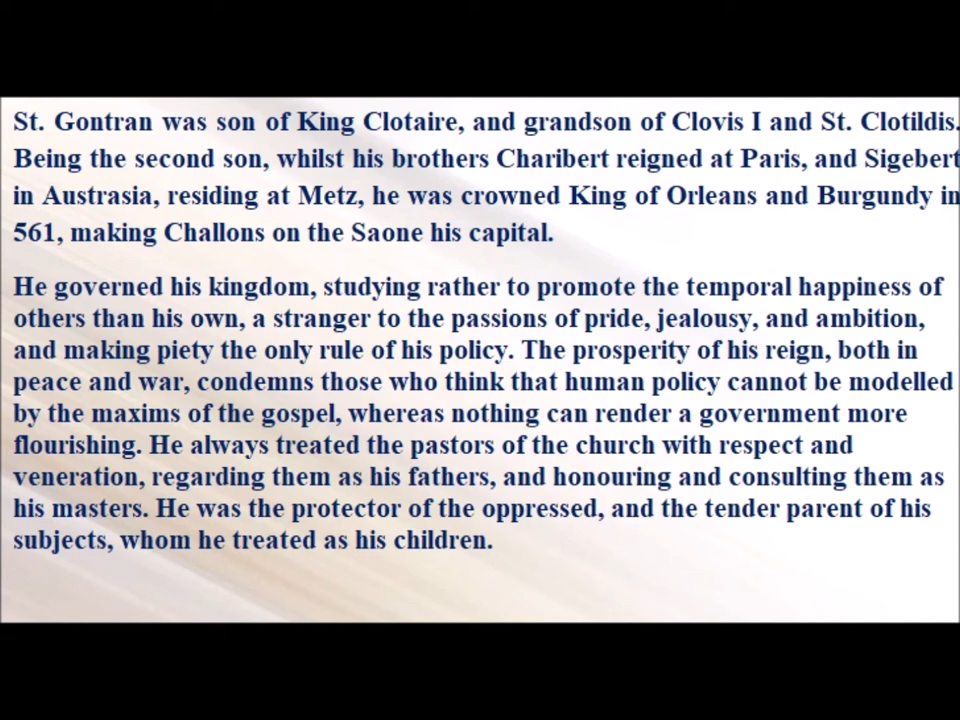 St. Gontran was son of King Clotaire, and grandson of Clovis I and St. Clotildis.
Being the second son, whilst his brothers Charibert reigned at Paris, and Sigebert
in Austrasia, residing at Metz, he was crowned King of Orleans and Burgundy in
561, making Challons on the Saone his capital.
He governed his kingdom, studying rather to promote the temporal happiness of
others than his own, a stranger to the passions of pride, jealousy, and ambition,
and making piety the only rule of his policy. The prosperity of his reign, both in
peace and war, condemns those who think that human policy cannot be modelled
by the maxims of the gospel, whereas nothing can render a government more
flourishing. He always treated the pastors of the church with respect and
veneration, regarding them as his fathers, and honouring and consulting them as
his masters. He was the protector of the oppressed, and the tender parent of his
subjects, whom he treated as his children.